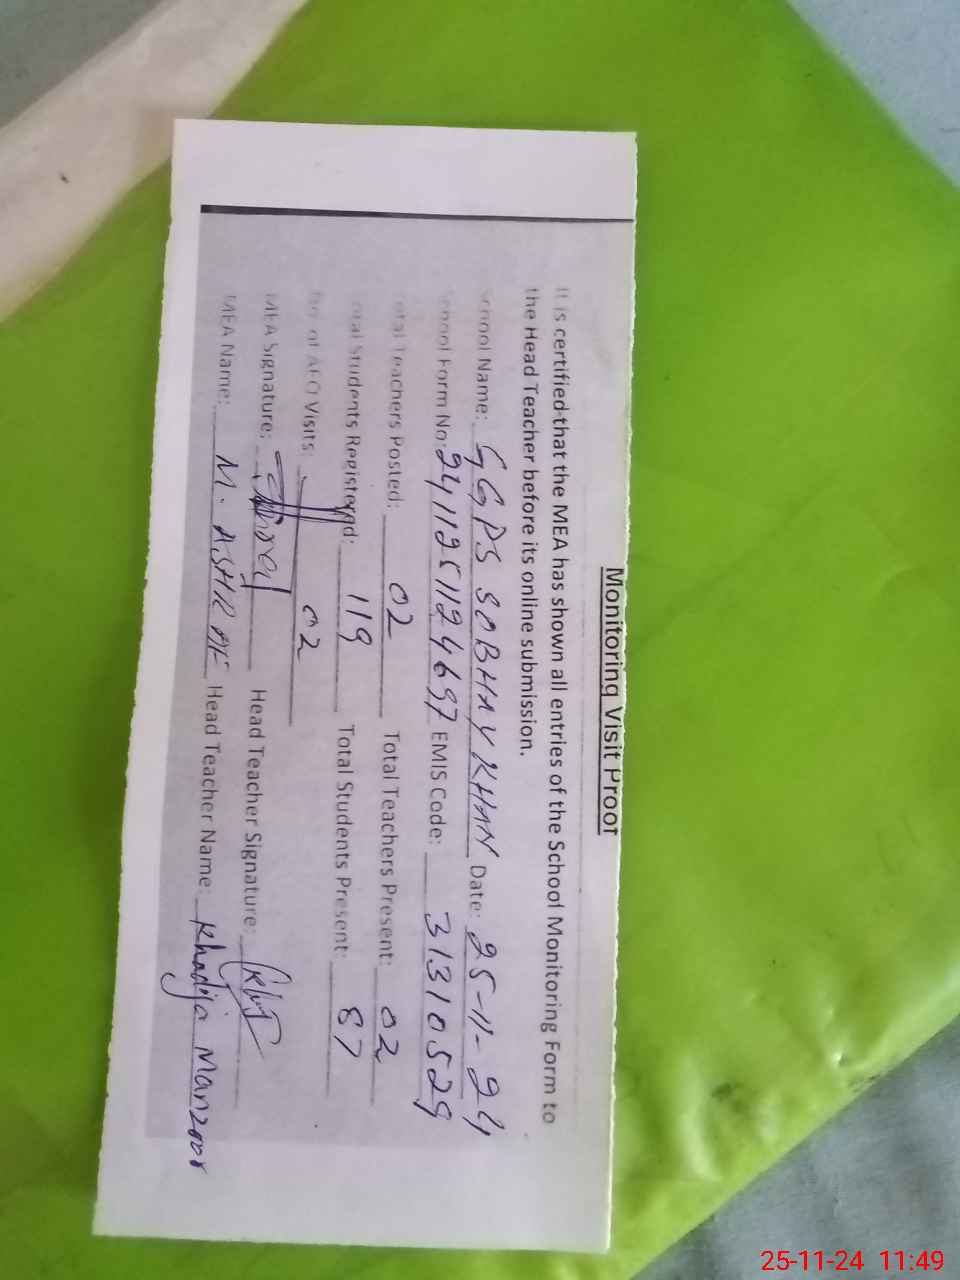 Monitoring Visit Proof
It is certified that the MEA has shown all entries of the School Monitoring Form to
the Head Teacher before its online submission.
School Name: GGPS SOBHAY KHAN Date: 25-11-24
School Form No: 2411251124697 EMIS Code: 31310529
Total Teachers Posted: 02 Total Teachers Present: 02
Total Students Registered: 119 Total Students Present: 87
No: of AEO Visits: 02
MEA Signature: Head Teacher Signature:
MEA Name: M. ASHRAF Head Teacher Name: Khadija Manzoor
25-11-24 11:49